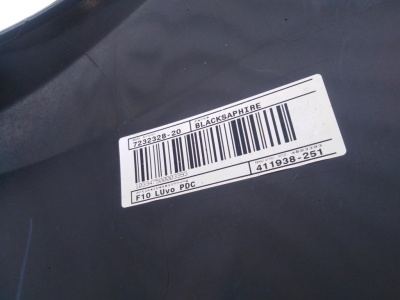 7232328-20 BLACKSAPHIRE
F10 LUvo PDC 411938-251